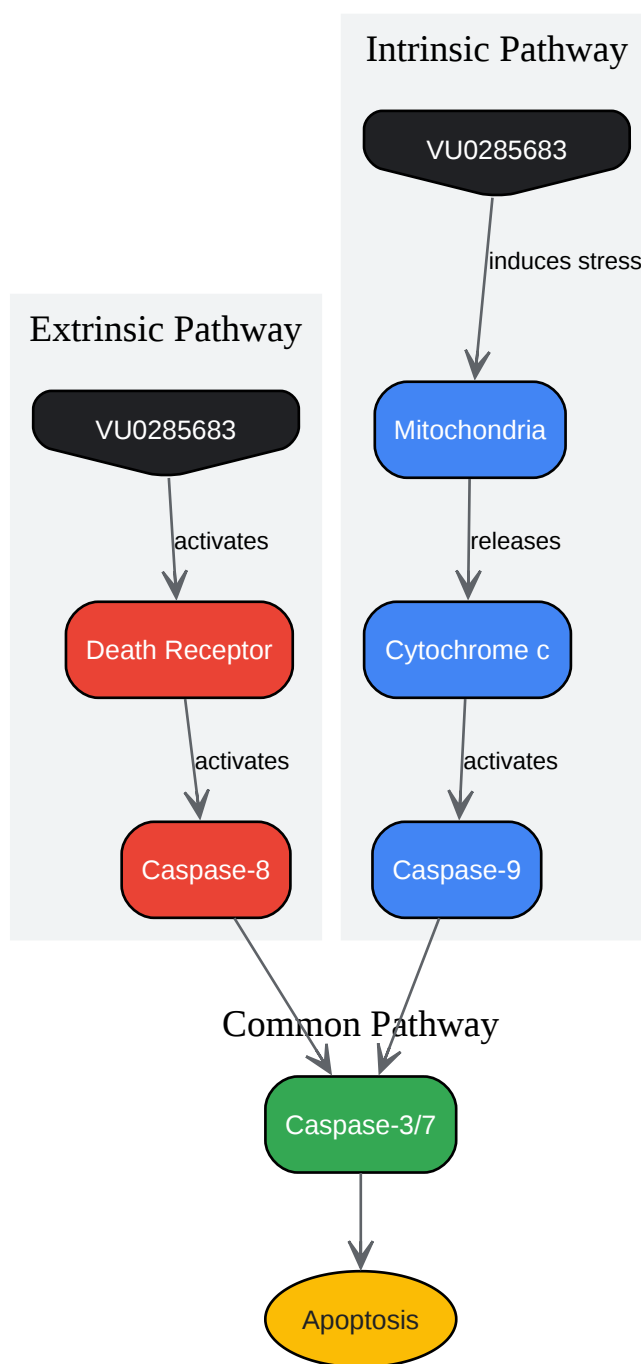 Intrinsic Pathway
VU0285683
induces stress
Extrinsic Pathway
VU0285683
Mitochondria
activates
releases
Death Receptor
Cytochrome c
activates
activates
Caspase-8
Caspase-9
Common Pathway
Caspase-3/7
Apoptosis